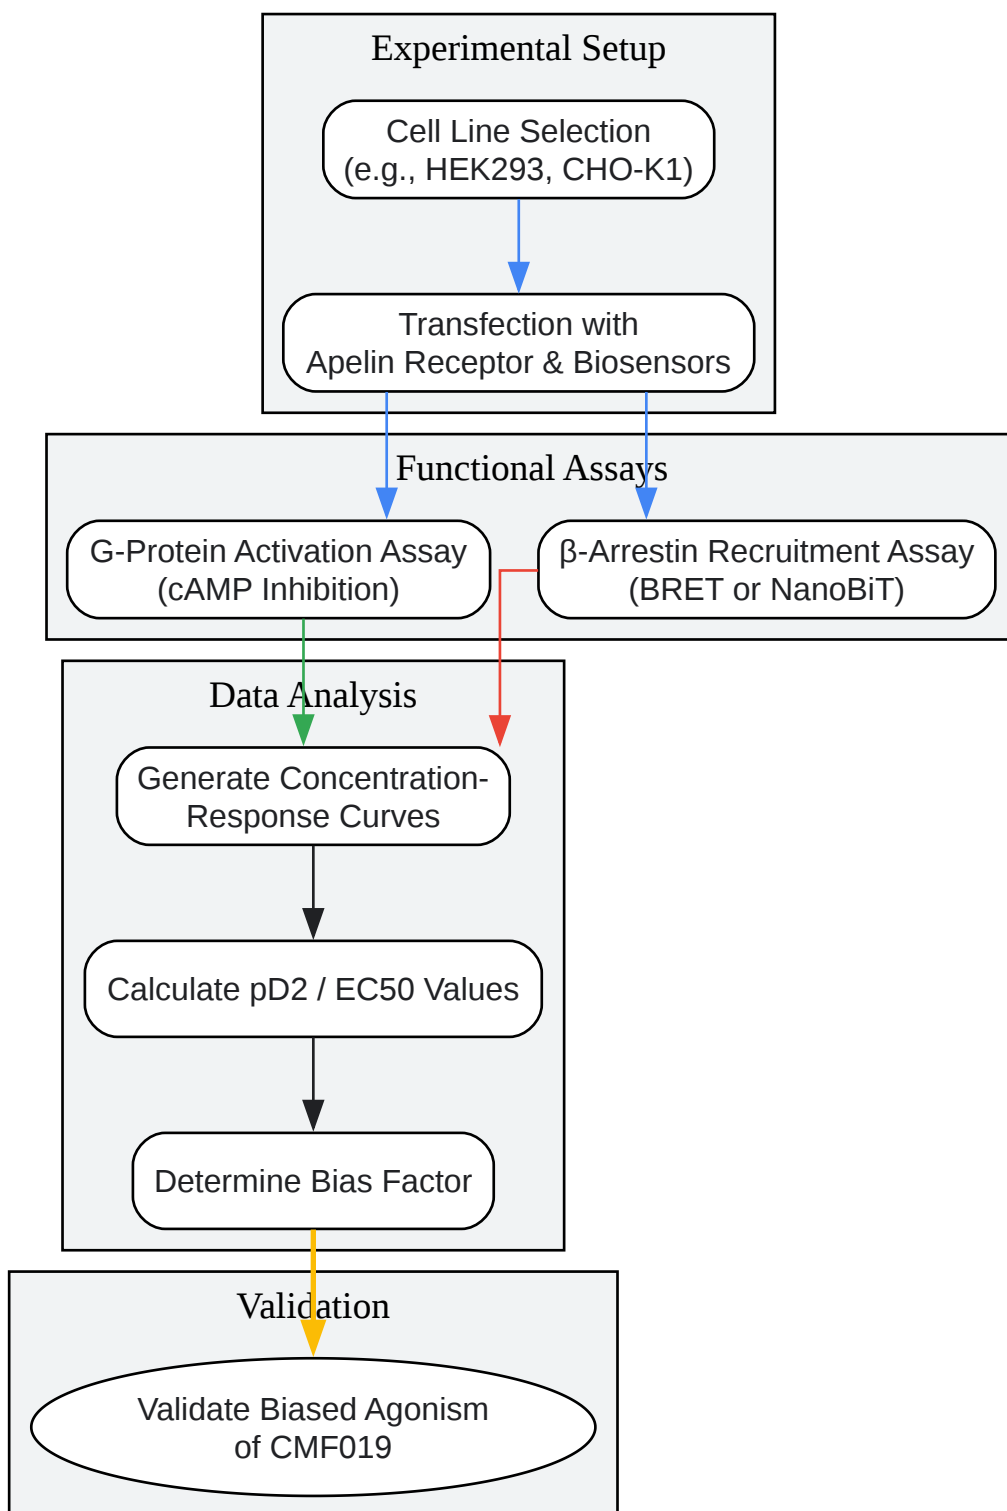 Experimental Setup
Cell Line Selection
(e.g., HEK293, CHO-K1)
Transfection with
Apelin Receptor & Biosensors
Functional Assays
G-Protein Activation Assay
(cAMP Inhibition)
β-Arrestin Recruitment Assay
(BRET or NanoBiT)
Data Analysis
Generate Concentration-
Response Curves
Calculate pD2 / EC50 Values
Determine Bias Factor
Validation
Validate Biased Agonism
of CMF019